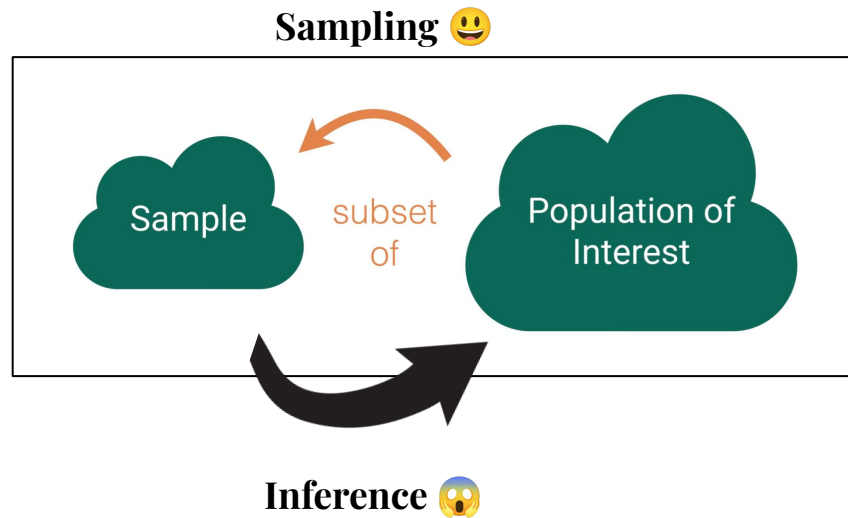 Sampling 😃
Sample
subset
of
Population of
Interest
Inference 😱